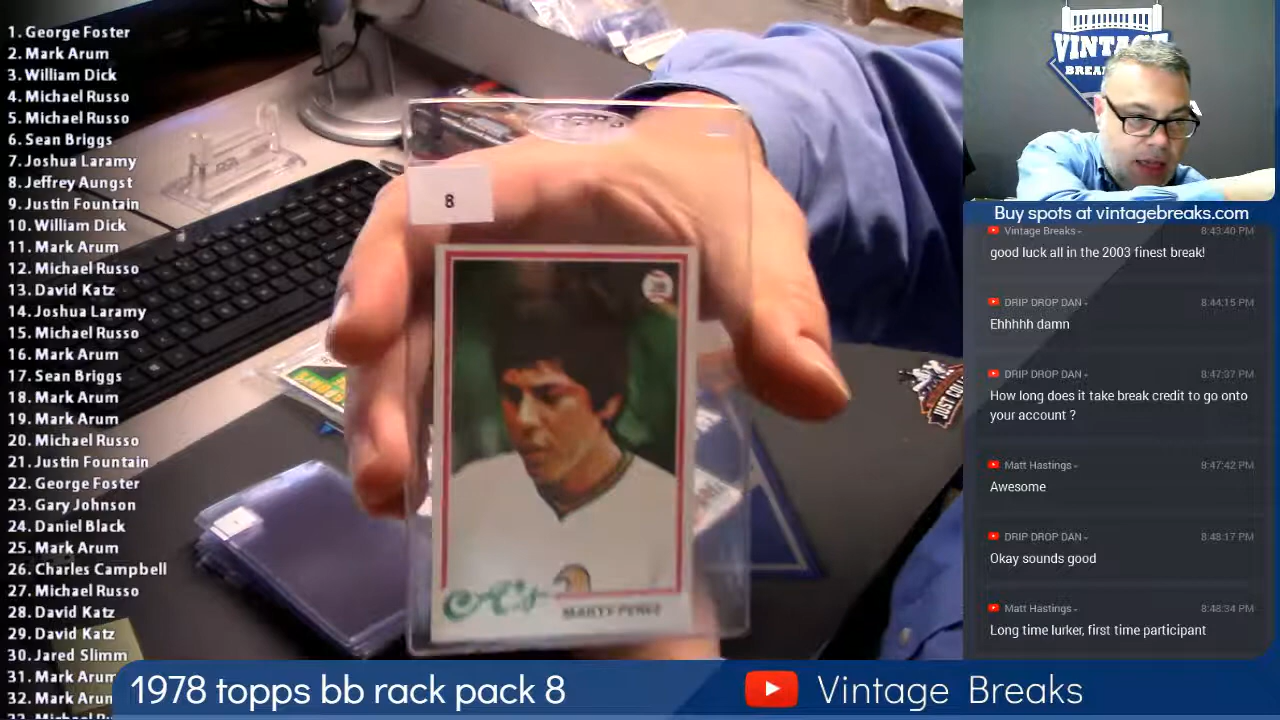 1. George Foster
2. Mark Arum
3. William Dick
4. Michael Russo
5. Michael Russo
6. Sean Briggs
7. Joshua Laramy
8. Jeffrey Aungst
9. Justin Fountain
10. William Dick
11. Mark Arum
12. Michael Russo
13. David Katz
14. Joshua Laramy
15. Michael Russo
16. Mark Arum
17. Sean Briggs
18. Mark Arum
19. Mark Arum
20. Michael Russo
21. Justin Fountain
22. George Foster
23. Gary Johnson
24. Daniel Black
25. Mark Arum
26. Charles Campbell
27. Michael Russo
28. David Katz
29. David Katz
30. Jared Slimm
31. Mark Arum
32. Mark Arum
8
A's
MARTY PEREZ
JUST COLL
VINTAGE
BREA
Buy spots at vintagebreaks.com
Vintage Breaks 8:43:40 PM
good luck all in the 2003 finest break!
DRIP DROP DAN 8:44:15 PM
Ehhhhh damn
DRIP DROP DAN 8:47:37 PM
How long does it take break credit to go onto
your account ?
Matt Hastings 8:47:42 PM
Awesome
DRIP DROP DAN 8:48:17 PM
Okay sounds good
Matt Hastings 8:48:34 PM
Long time lurker, first time participant
1978 topps bb rack pack 8
Vintage Breaks